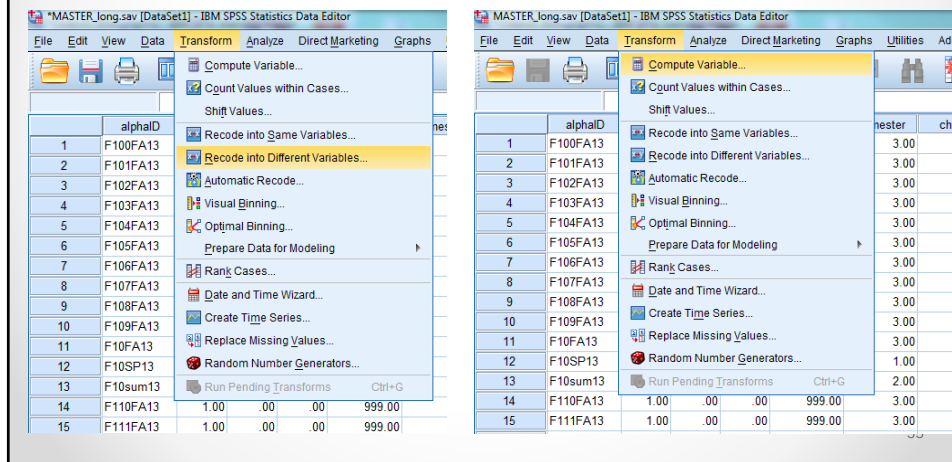 *MASTER_long.sav [DataSet1] - IBM SPSS Statistics Data Editor
File Edit View Data Transform Analyze Direct Marketing Graphs
Compute Variable...
Count Values within Cases...
Shift Values...
Recode into Same Variables...
Recode into Different Variables...
Automatic Recode...
Visual Binning...
Optimal Binning...
Prepare Data for Modeling
Rank Cases...
Date and Time Wizard...
Create Time Series...
Replace Missing Values...
Random Number Generators...
Run Pending Transforms Ctrl+G
alphaID nes
1 F100FA13
2 F101FA13
3 F102FA13
4 F103FA13
5 F104FA13
6 F105FA13
7 F106FA13
8 F107FA13
9 F108FA13
10 F109FA13
11 F10FA13
12 F10SP13
13 F10sum13
14 F110FA13 1.00 .00 .00 999.00
15 F111FA13 1.00 .00 .00 999.00
MASTER_long.sav [DataSet1] - IBM SPSS Statistics Data Editor
File Edit View Data Transform Analyze Direct Marketing Graphs Utilities Ad
Compute Variable...
Count Values within Cases...
Shift Values...
Recode into Same Variables...
Recode into Different Variables...
Automatic Recode...
Visual Binning...
Optimal Binning...
Prepare Data for Modeling
Rank Cases...
Date and Time Wizard...
Create Time Series...
Replace Missing Values...
Random Number Generators...
Run Pending Transforms Ctrl+G
alphaID nester ch
1 F100FA13 3.00
2 F101FA13 3.00
3 F102FA13 3.00
4 F103FA13 3.00
5 F104FA13 3.00
6 F105FA13 3.00
7 F106FA13 3.00
8 F107FA13 3.00
9 F108FA13 3.00
10 F109FA13 3.00
11 F10FA13 3.00
12 F10SP13 1.00
13 F10sum13 2.00
14 F110FA13 1.00 .00 .00 999.00 3.00
15 F111FA13 1.00 .00 .00 999.00 3.00